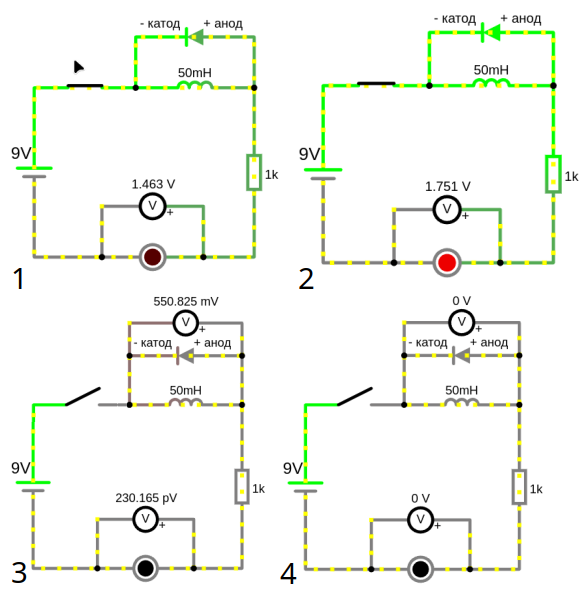 - катод + анод
50mH
9V
1k
1.463 V
V
+
1
- катод + анод
50mH
9V
1k
1.751 V
V
+
2
550.825 mV
V
+
- катод + анод
50mH
9V
1k
230.165 pV
V
+
3
0 V
V
+
- катод + анод
50mH
9V
1k
0 V
V
+
4